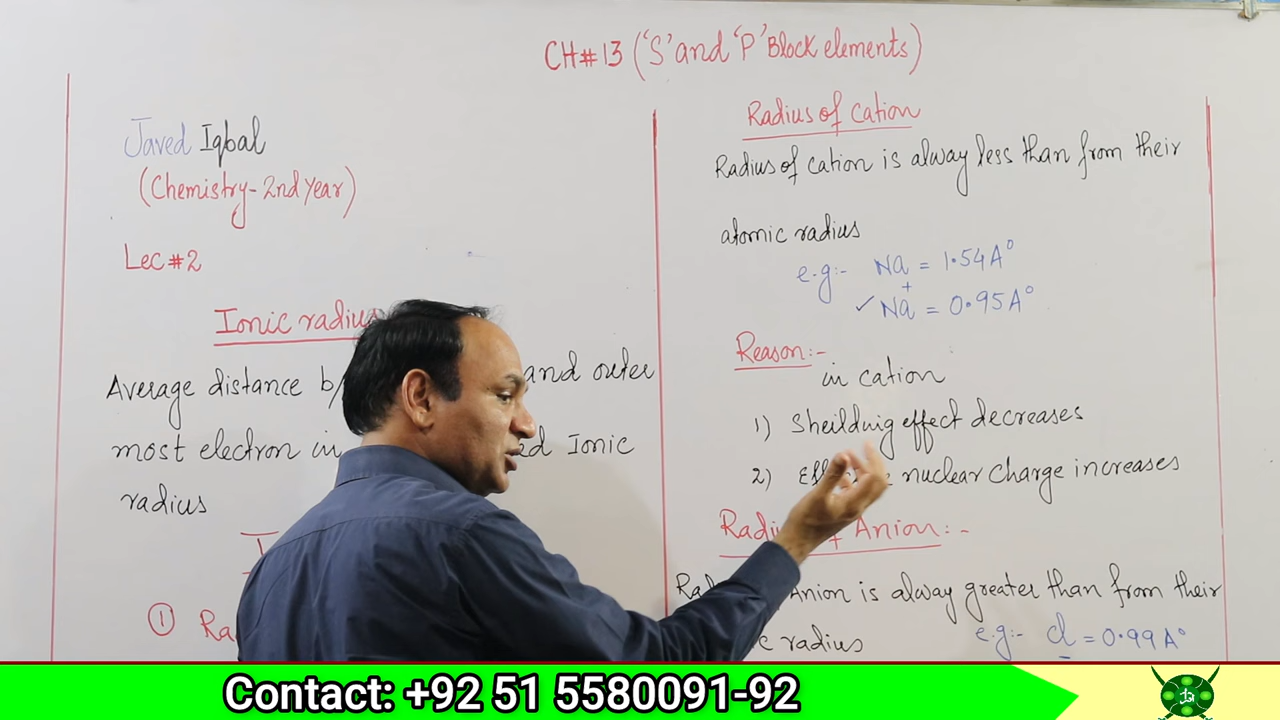 CH#13 ('S' and 'P' Block elements)
Javed Iqbal
(Chemistry-2nd Year)
Lec#2
Ionic radius
Average distance b/ and outer
most electron in Ionic
radius
①
Radius of Cation
Radius of Cation is alway less than from their
atomic radius
e.g:- Na = 1.54A°
✓Na+ = 0.95A°
Reason:-
in cation
1) Sheilding effect decreases
2) nuclear charge increases
Anion:-
Anion is alway greater than from their
radius e.g:- Cl = 0.99A°
Contact: +92 51 5580091-92